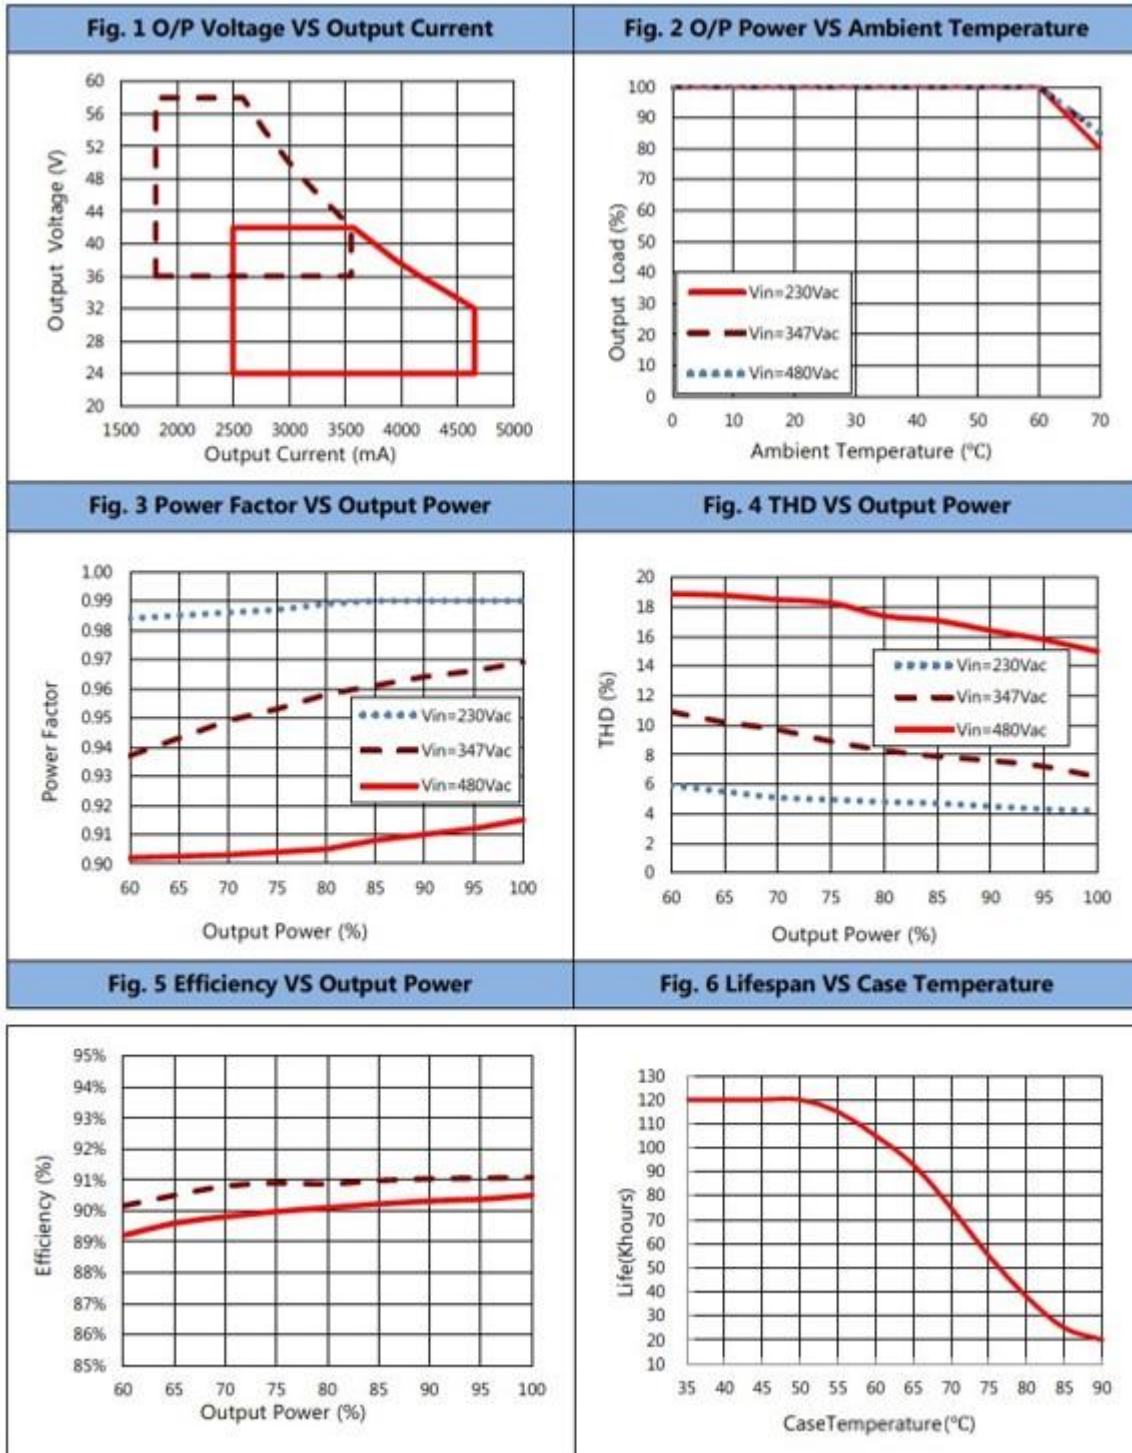 Fig. 1 O/P Voltage VS Output Current
Fig. 2 O/P Power VS Ambient Temperature
60
56
52
48
44
40
36
32
28
24
20
Output Voltage (V)
1500 2000 2500 3000 3500 4000 4500 5000
Output Current (mA)
100
90
80
70
60
50
40
30
20
10
0
Output Load (%)
Vin=230Vac
Vin=347Vac
Vin=480Vac
0 10 20 30 40 50 60 70
Ambient Temperature (℃)
Fig. 3 Power Factor VS Output Power
Fig. 4 THD VS Output Power
1.00
0.99
0.98
0.97
0.96
0.95
0.94
0.93
0.92
0.91
0.90
Power Factor
Vin=230Vac
Vin=347Vac
Vin=480Vac
60 65 70 75 80 85 90 95 100
Output Power (%)
20
18
16
14
12
10
8
6
4
2
0
THD (%)
Vin=230Vac
Vin=347Vac
Vin=480Vac
60 65 70 75 80 85 90 95 100
Output Power (%)
Fig. 5 Efficiency VS Output Power
Fig. 6 Lifespan VS Case Temperature
95%
94%
93%
92%
91%
90%
89%
88%
87%
86%
85%
Efficiency (%)
60 65 70 75 80 85 90 95 100
Output Power (%)
130
120
110
100
90
80
70
60
50
40
30
20
10
Life(Khours)
35 40 45 50 55 60 65 70 75 80 85 90
CaseTemperature(℃)